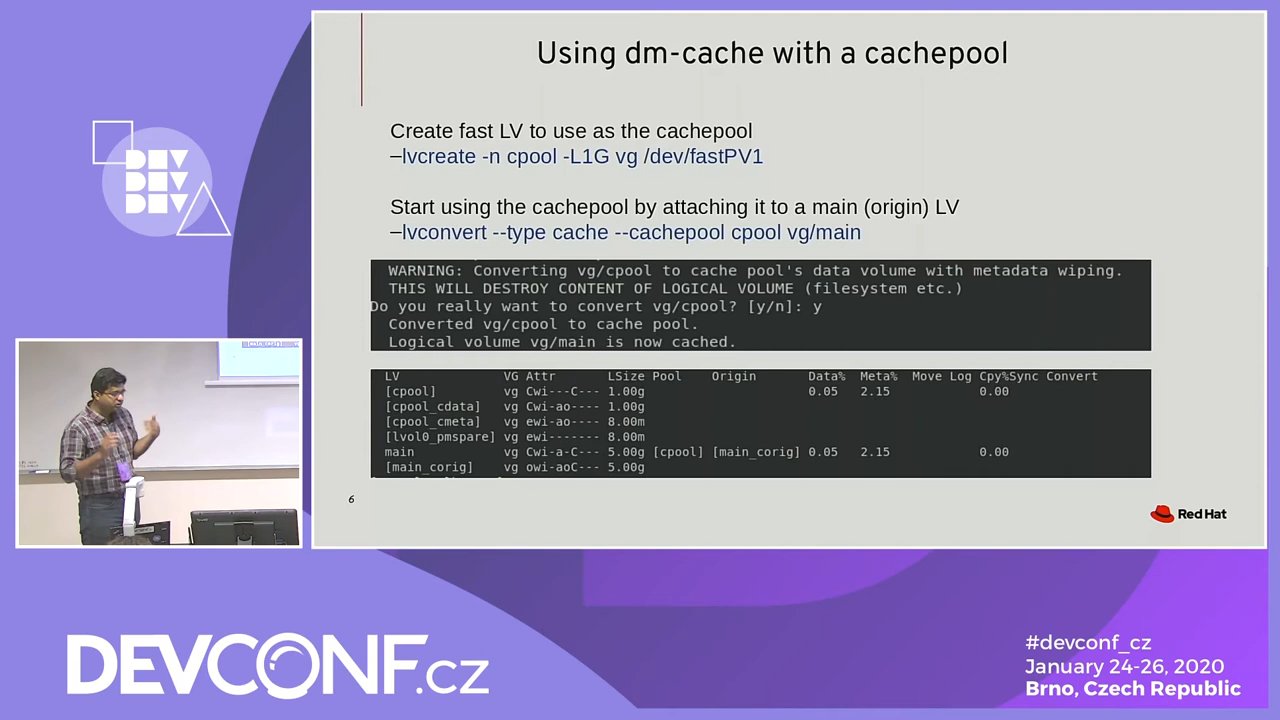 Using dm-cache with a cachepool
Create fast LV to use as the cachepool
–lvcreate -n cpool -L1G vg /dev/fastPV1
Start using the cachepool by attaching it to a main (origin) LV
–lvconvert --type cache --cachepool cpool vg/main
WARNING: Converting vg/cpool to cache pool's data volume with metadata wiping.
THIS WILL DESTROY CONTENT OF LOGICAL VOLUME (filesystem etc.)
Do you really want to convert vg/cpool? [y/n]: y
Converted vg/cpool to cache pool.
Logical volume vg/main is now cached.
LV VG Attr LSize Pool Origin Data% Meta% Move Log Cpy%Sync Convert
[cpool] vg Cwi---C--- 1.00g 0.05 2.15 0.00
[cpool_cdata] vg Cwi-ao---- 1.00g
[cpool_cmeta] vg ewi-ao---- 8.00m
[lvol0_pmspare] vg ewi------- 8.00m
main vg Cwi-a-C--- 5.00g [cpool] [main_corig] 0.05 2.15 0.00
[main_corig] vg owi-aoC--- 5.00g
6
Red Hat
DEV
DEV
DEV
DEVCONF.cz
#devconf_cz
January 24-26, 2020
Brno, Czech Republic